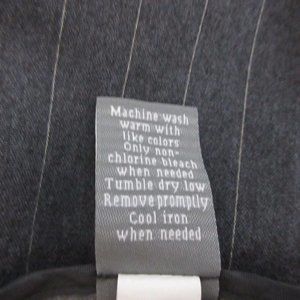 Machine wash
warm with
like colors
Only non-
chlorine bleach
when needed
Tumble dry low
Remove promptly
Cool iron
when needed